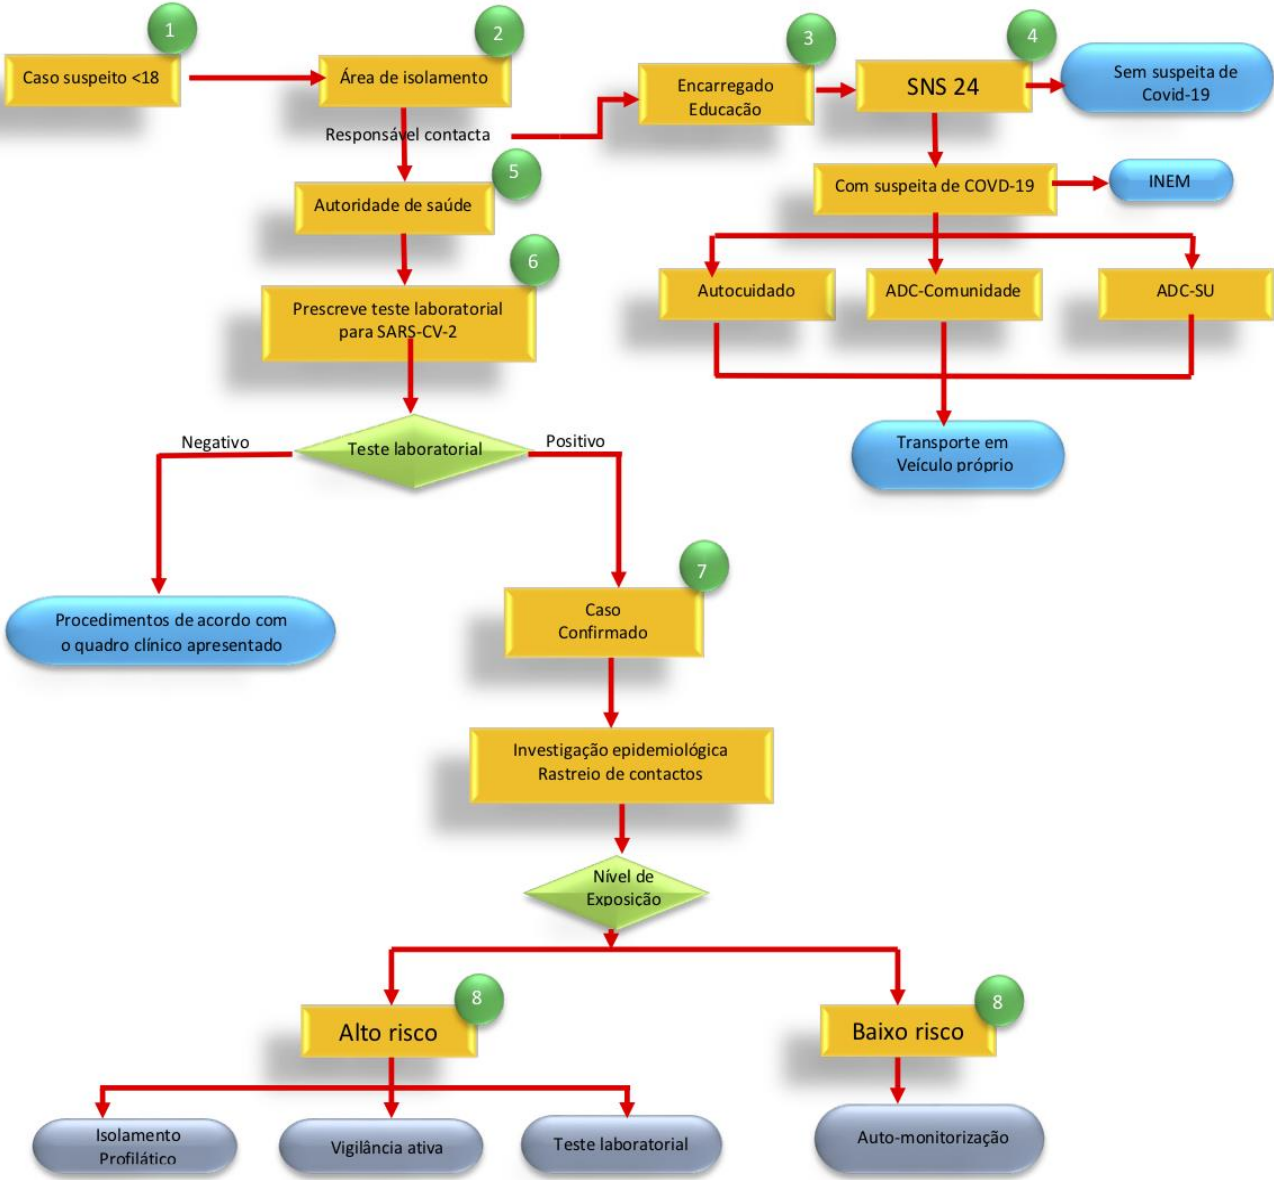 1
2
3
4
Caso suspeito <18
Área de isolamento
Encarregado
Educação
SNS 24
Sem suspeita de
Covid-19
Responsável contacta
5
Autoridade de saúde
Com suspeita de COVD-19
INEM
6
Prescreve teste laboratorial
para SARS-CV-2
Autocuidado
ADC-Comunidade
ADC-SU
Negativo
Teste laboratorial
Positivo
Transporte em
Veículo próprio
7
Procedimentos de acordo com
o quadro clínico apresentado
Caso
Confirmado
Investigação epidemiológica
Rastreio de contactos
Nível de
Exposição
8
Alto risco
8
Baixo risco
Isolamento
Profilático
Vigilância ativa
Teste laboratorial
Auto-monitorização